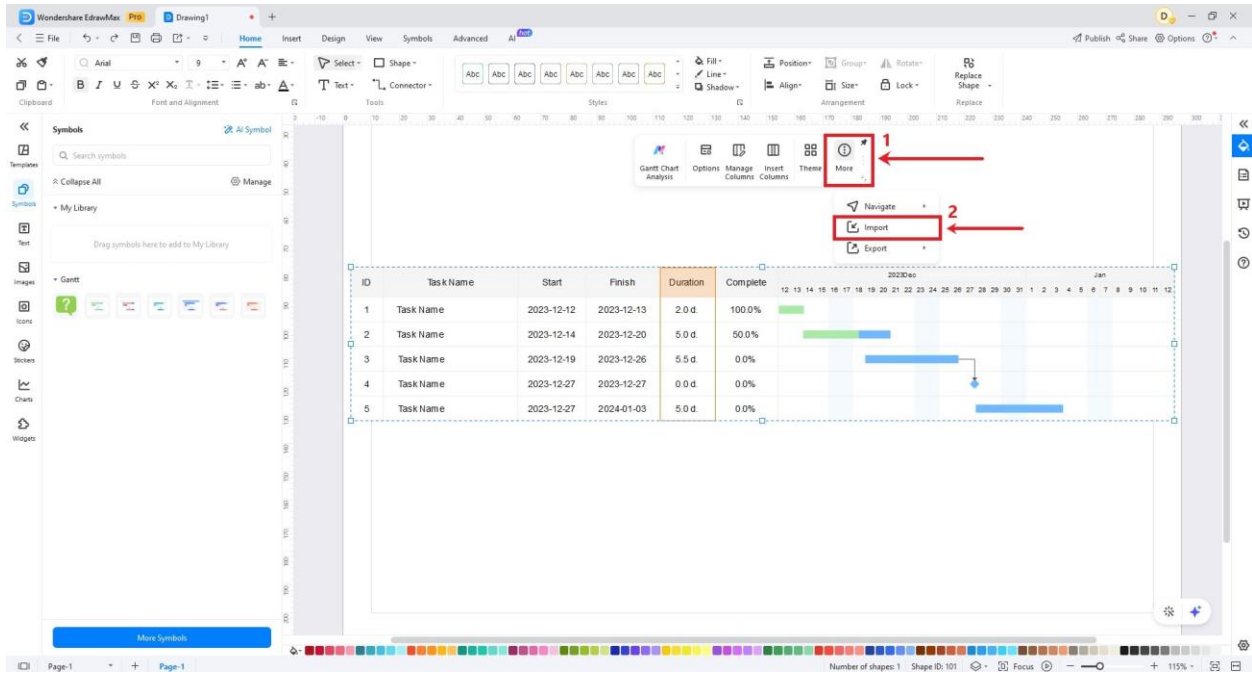 Wondershare EdrawMax Pro
Drawing1
D
File
Home
Insert
Design
View
Symbols
Advanced
AI
hot
Publish
Share
Options
Arial
9
Select
Shape
Text
Connector
Abc Abc Abc Abc Abc Abc Abc Abc
Fill
Line
Shadow
Position
Group
Rotate
Align
Size
Lock
Replace
Shape
Clipboard
Font and Alignment
Tools
Styles
Arrangement
Replace
Templates
Symbols
Text
Images
Icons
Stickers
Charts
Widgets
Symbols
AI Symbol
Search symbols
Collapse All
Manage
My Library
Drag symbols here to add to My Library
Gantt
More Symbols
Gantt Chart
Analysis
Options
Manage
Columns
Insert
Columns
Theme
More
1
Navigate
Import
Export
2
ID Task Name Start Finish Duration Complete
2023Dec Jan
12 13 14 15 16 17 18 19 20 21 22 23 24 25 26 27 28 29 30 31 1 2 3 4 5 6 7 8 9 10 11 12
1 Task Name 2023-12-12 2023-12-13 2.0 d. 100.0%
2 Task Name 2023-12-14 2023-12-20 5.0 d. 50.0%
3 Task Name 2023-12-19 2023-12-26 5.5 d. 0.0%
4 Task Name 2023-12-27 2023-12-27 0.0 d. 0.0%
5 Task Name 2023-12-27 2024-01-03 5.0 d. 0.0%
Page-1
Page-1
Number of shapes: 1
Shape ID: 101
Focus
115%